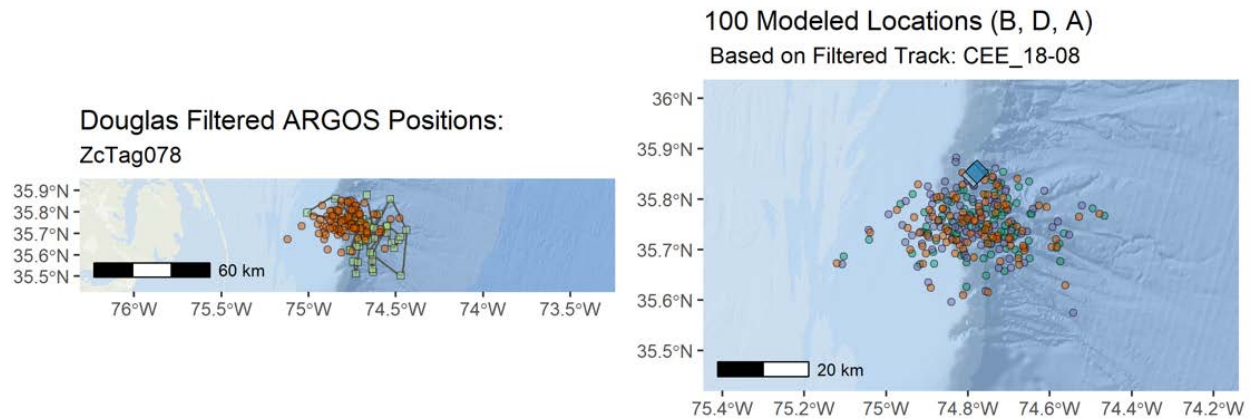 Douglas Filtered ARGOS Positions:
ZcTag078
35.9°N
35.8°N
35.7°N
35.6°N
35.5°N
60 km
76°W 75.5°W 75°W 74.5°W 74°W 73.5°W
100 Modeled Locations (B, D, A)
Based on Filtered Track: CEE_18-08
36°N
35.9°N
35.8°N
35.7°N
35.6°N
35.5°N
20 km
75.4°W 75.2°W 75°W 74.8°W 74.6°W 74.4°W 74.2°W